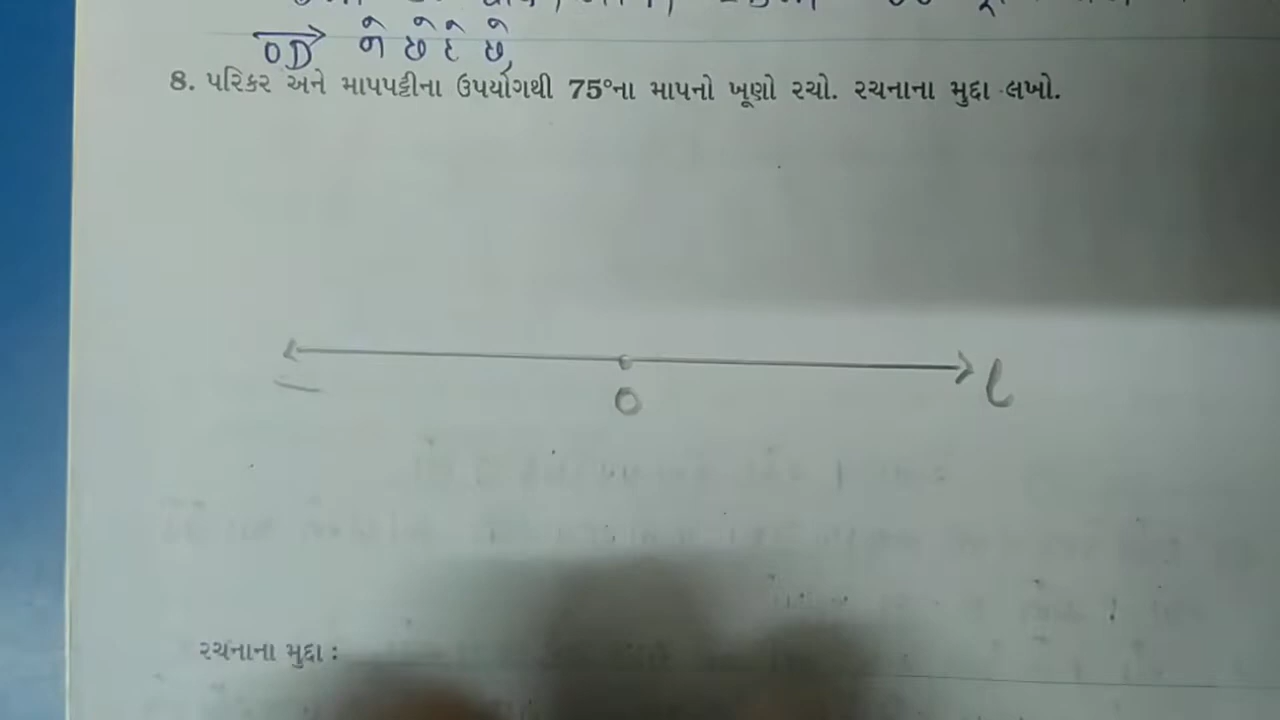 OD ને છેદે છે,
8. પરિકર અને માપપટ્ટીના ઉપયોગથી 75°ના માપનો ખૂણો રચો. રચનાના મુદ્દા લખો.
O l
રચનાના મુદ્દા :